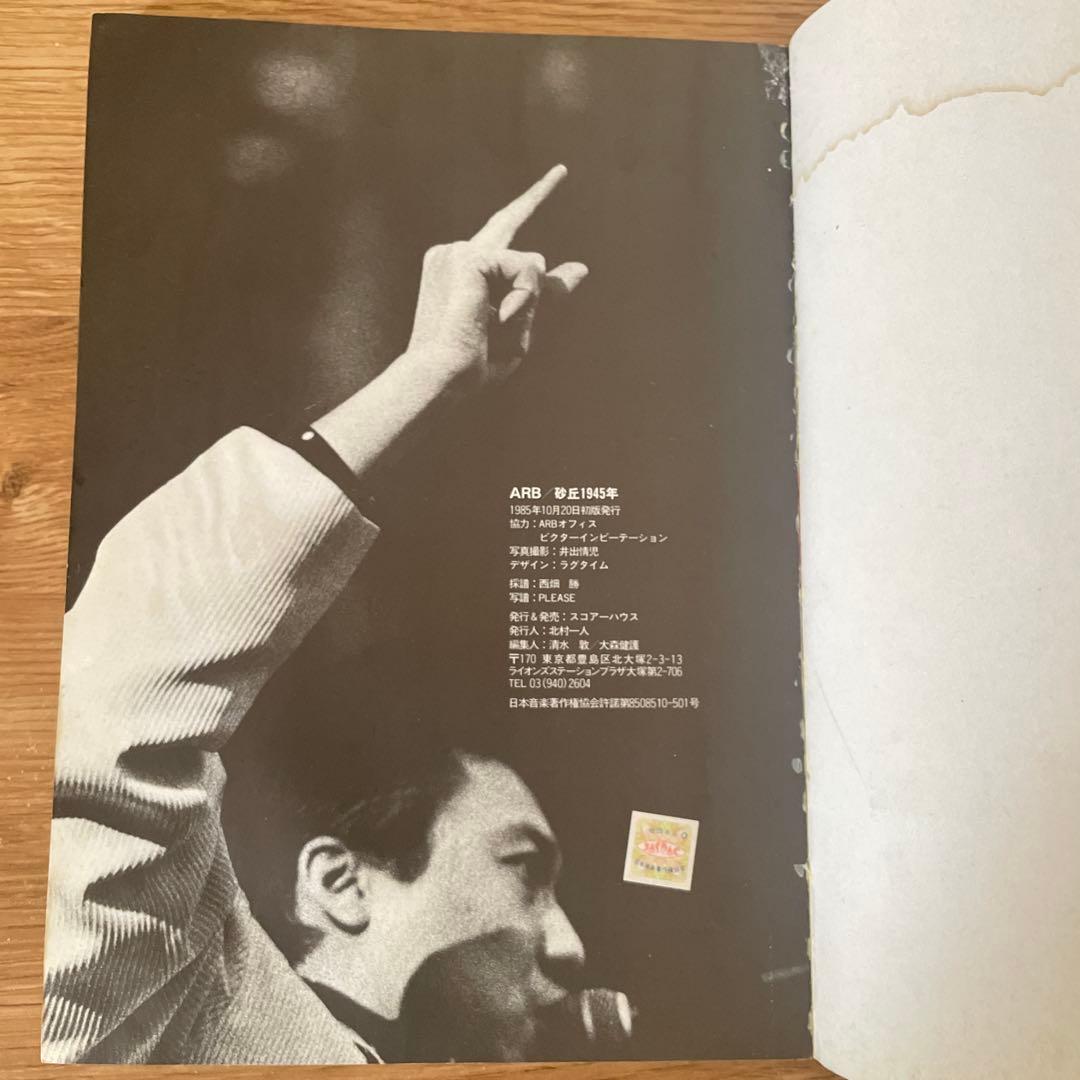 ARB／砂丘1945年
1985年10月20日初版発行
協力：ARBオフィス
ビクターインビーテーション
写真撮影：井出情児
デザイン：ラグタイム
採譜：西畑 勝
写譜：PLEASE
発行＆発売：スコアーハウス
発行人：北村一人
編集人：清水 敦／大森健護
〒170 東京都豊島区北大塚2-3-13
ライオンズステーションプラザ大塚第2-706
TEL 03(940)2604
日本音楽著作権協会許諾第8508510-501号
JASRAC